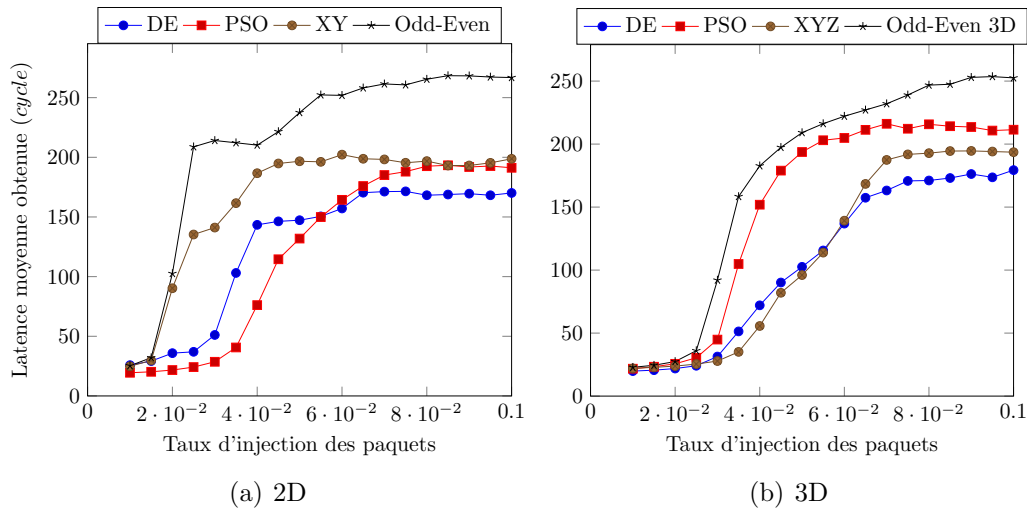 DE PSO XY Odd-Even
Latence moyenne obtenue (cycle)
250
200
150
100
50
0
0 2 · 10⁻² 4 · 10⁻² 6 · 10⁻² 8 · 10⁻² 0.1
Taux d'injection des paquets
(a) 2D
DE PSO XYZ Odd-Even 3D
250
200
150
100
50
0
0 2 · 10⁻² 4 · 10⁻² 6 · 10⁻² 8 · 10⁻² 0.1
Taux d'injection des paquets
(b) 3D